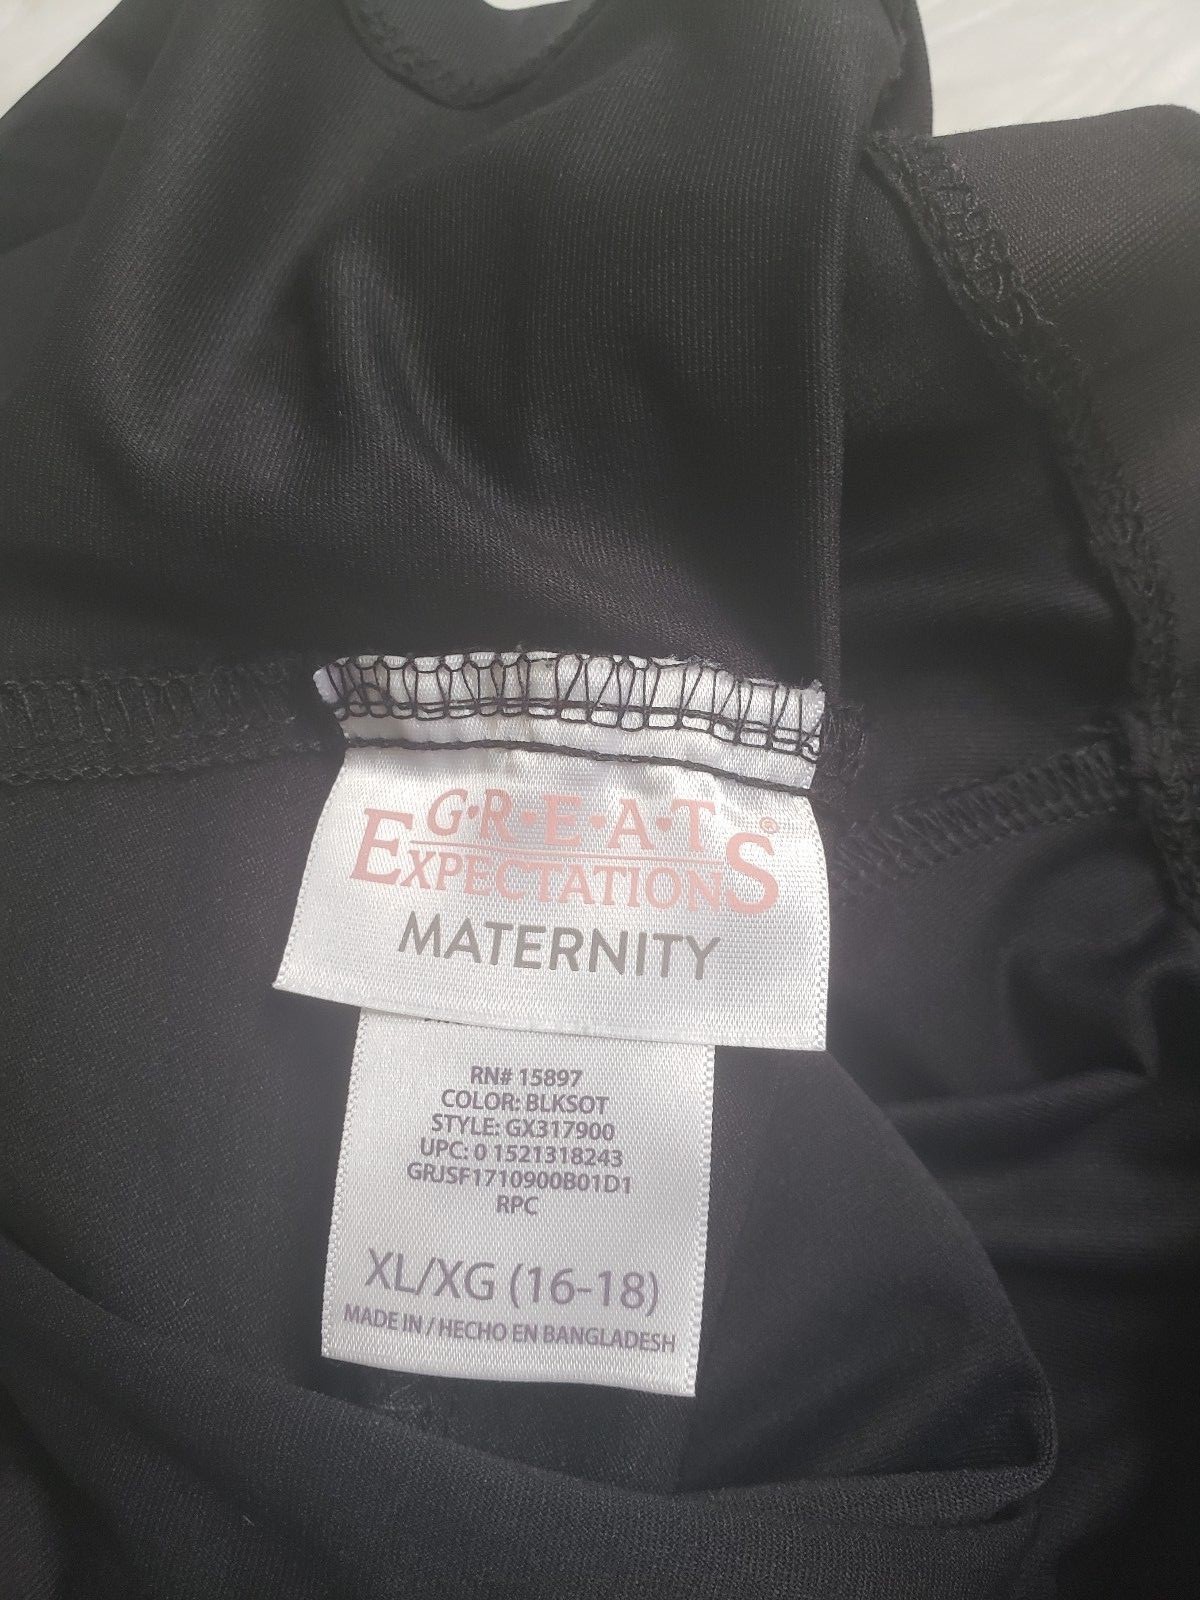 G·R·E·A·T
EXPECTATIONS®
MATERNITY
RN# 15897
COLOR: BLKSOT
STYLE: GX317900
UPC: 0 1521318243
GRJSF1710900B01D1
RPC
XL/XG (16-18)
MADE IN / HECHO EN BANGLADESH